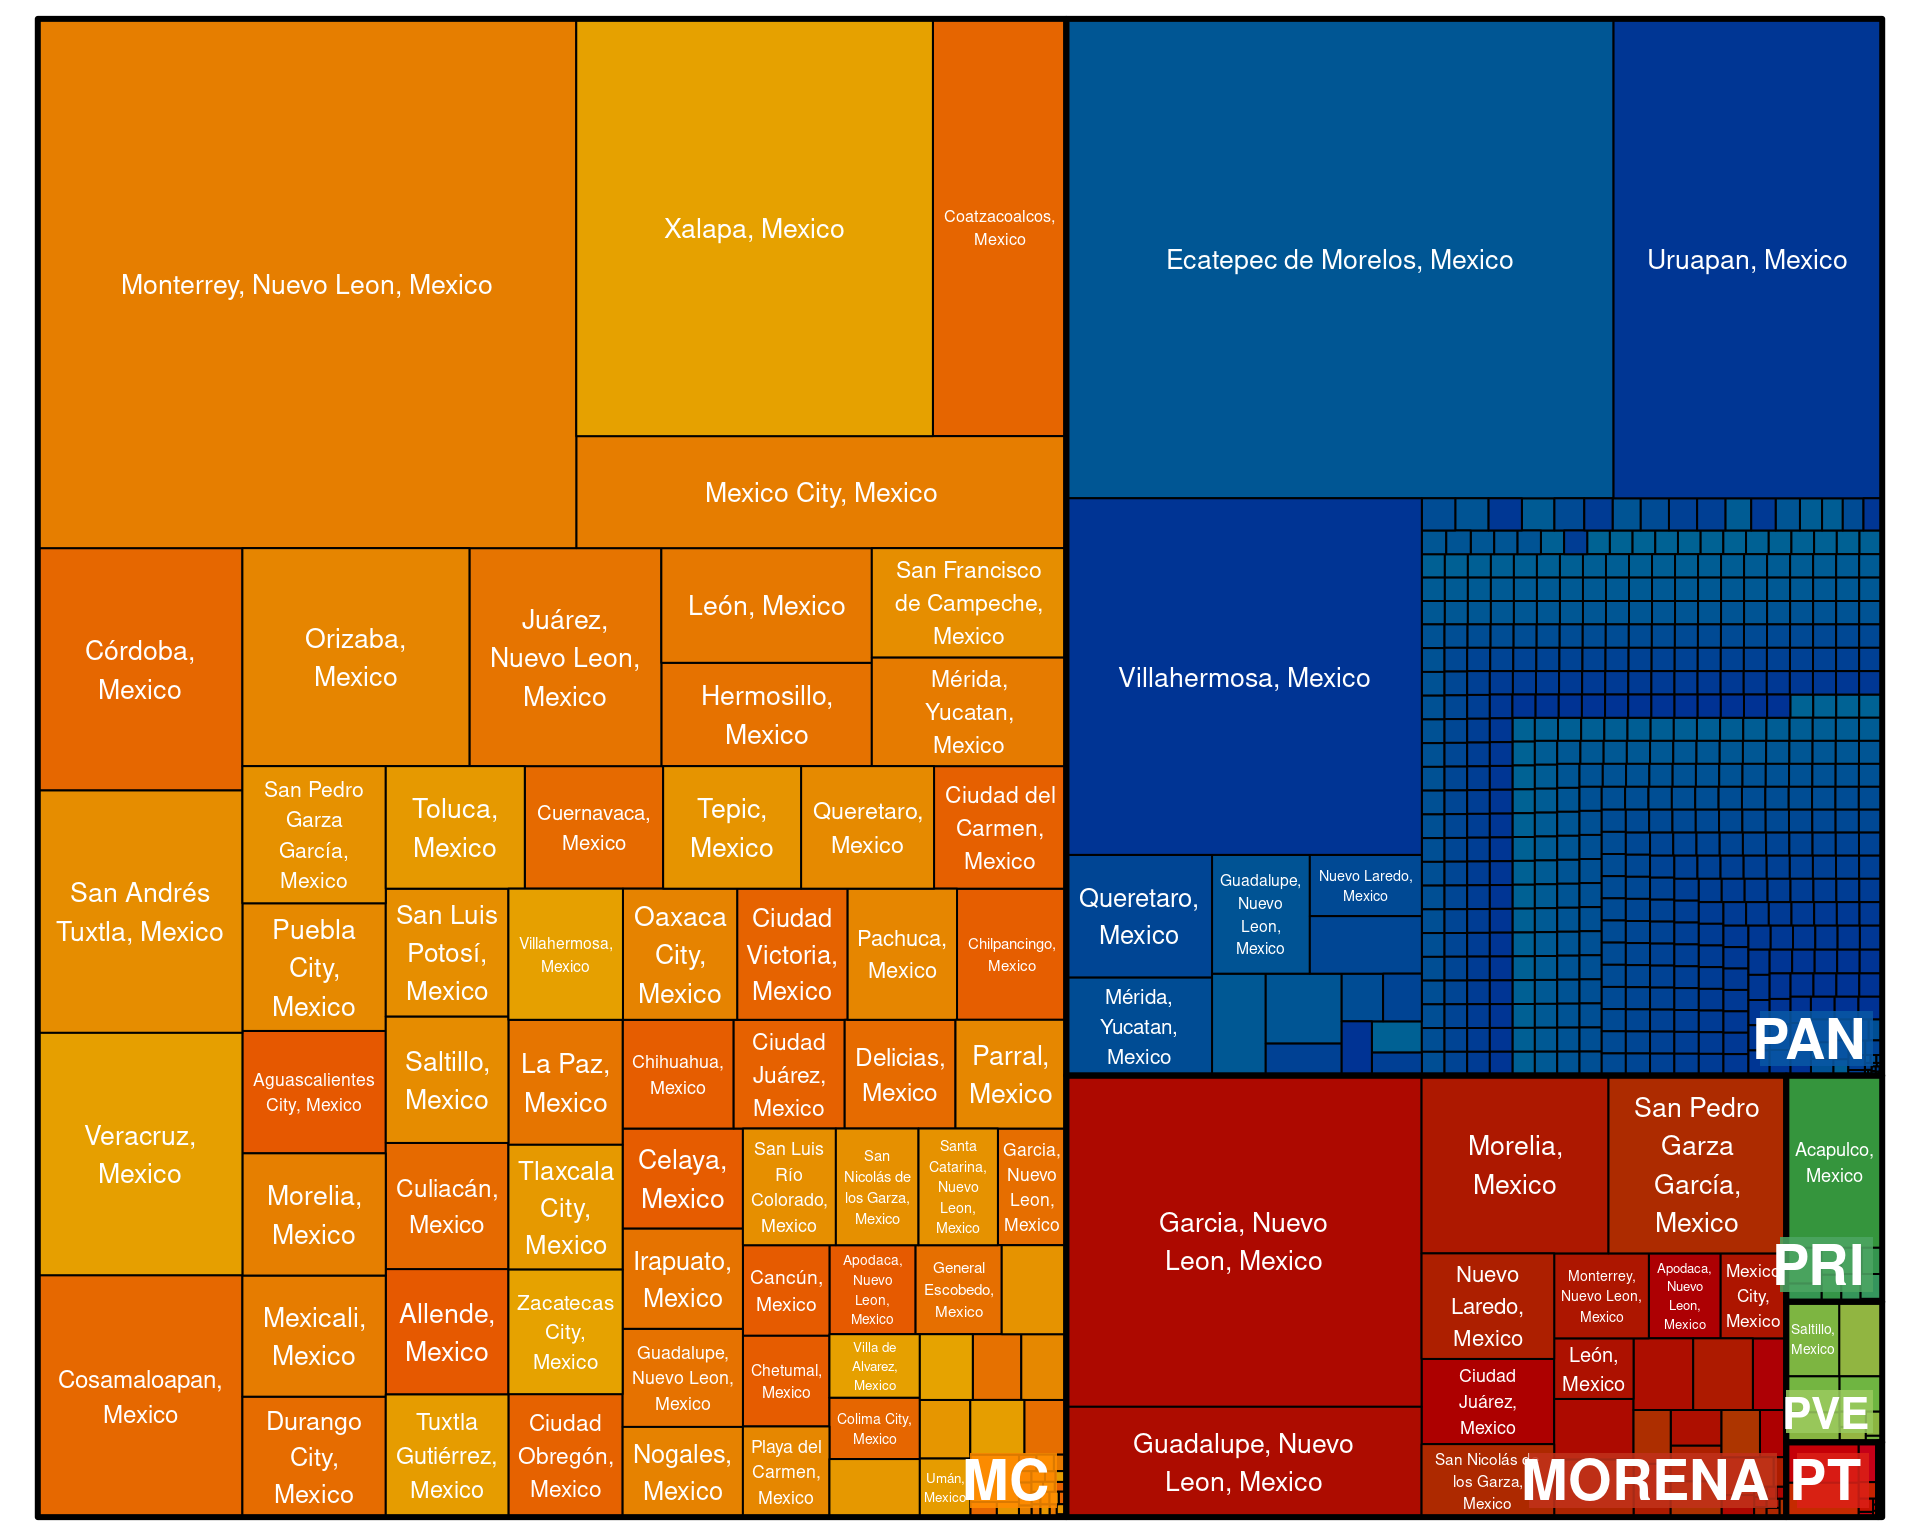 Monterrey, Nuevo Leon, Mexico
Xalapa, Mexico
Coatzacoalcos,
Mexico
Mexico City, Mexico
Córdoba,
Mexico
Orizaba,
Mexico
Juárez,
Nuevo Leon,
Mexico
León, Mexico
San Francisco
de Campeche,
Mexico
Hermosillo,
Mexico
Mérida,
Yucatan,
Mexico
San Andrés
Tuxtla, Mexico
Veracruz,
Mexico
Cosamaloapan,
Mexico
San Pedro
Garza
García,
Mexico
Toluca,
Mexico
Cuernavaca,
Mexico
Tepic,
Mexico
Queretaro,
Mexico
Ciudad del
Carmen,
Mexico
Puebla
City,
Mexico
San Luis
Potosí,
Mexico
Villahermosa,
Mexico
Oaxaca
City,
Mexico
Ciudad
Victoria,
Mexico
Pachuca,
Mexico
Chilpancingo,
Mexico
Aguascalientes
City, Mexico
Saltillo,
Mexico
La Paz,
Mexico
Chihuahua,
Mexico
Ciudad
Juárez,
Mexico
Delicias,
Mexico
Parral,
Mexico
Morelia,
Mexico
Culiacán,
Mexico
Tlaxcala
City,
Mexico
Celaya,
Mexico
San Luis
Río
Colorado,
Mexico
San
Nicolás de
los Garza,
Mexico
Santa
Catarina,
Nuevo
Leon,
Mexico
Garcia,
Nuevo
Leon,
Mexico
Mexicali,
Mexico
Allende,
Mexico
Zacatecas
City,
Mexico
Irapuato,
Mexico
Cancún,
Mexico
Apodaca,
Nuevo
Leon,
Mexico
General
Escobedo,
Mexico
Guadalupe,
Nuevo Leon,
Mexico
Chetumal,
Mexico
Villa de
Alvarez,
Mexico
Durango
City,
Mexico
Tuxtla
Gutiérrez,
Mexico
Ciudad
Obregón,
Mexico
Nogales,
Mexico
Playa del
Carmen,
Mexico
Colima City,
Mexico
Umán,
Mexico
MC
Ecatepec de Morelos, Mexico
Uruapan, Mexico
Villahermosa, Mexico
Queretaro,
Mexico
Guadalupe,
Nuevo
Leon,
Mexico
Nuevo Laredo,
Mexico
Mérida,
Yucatan,
Mexico
PAN
Garcia, Nuevo
Leon, Mexico
Guadalupe, Nuevo
Leon, Mexico
Morelia,
Mexico
San Pedro
Garza
García,
Mexico
Nuevo
Laredo,
Mexico
Monterrey,
Nuevo Leon,
Mexico
Apodaca,
Nuevo
Leon,
Mexico
Mexico
City,
Mexico
Ciudad
Juárez,
Mexico
León,
Mexico
San Nicolás de
los Garza,
Mexico
MORENA
Acapulco,
Mexico
PRI
Saltillo,
Mexico
PVE
PT